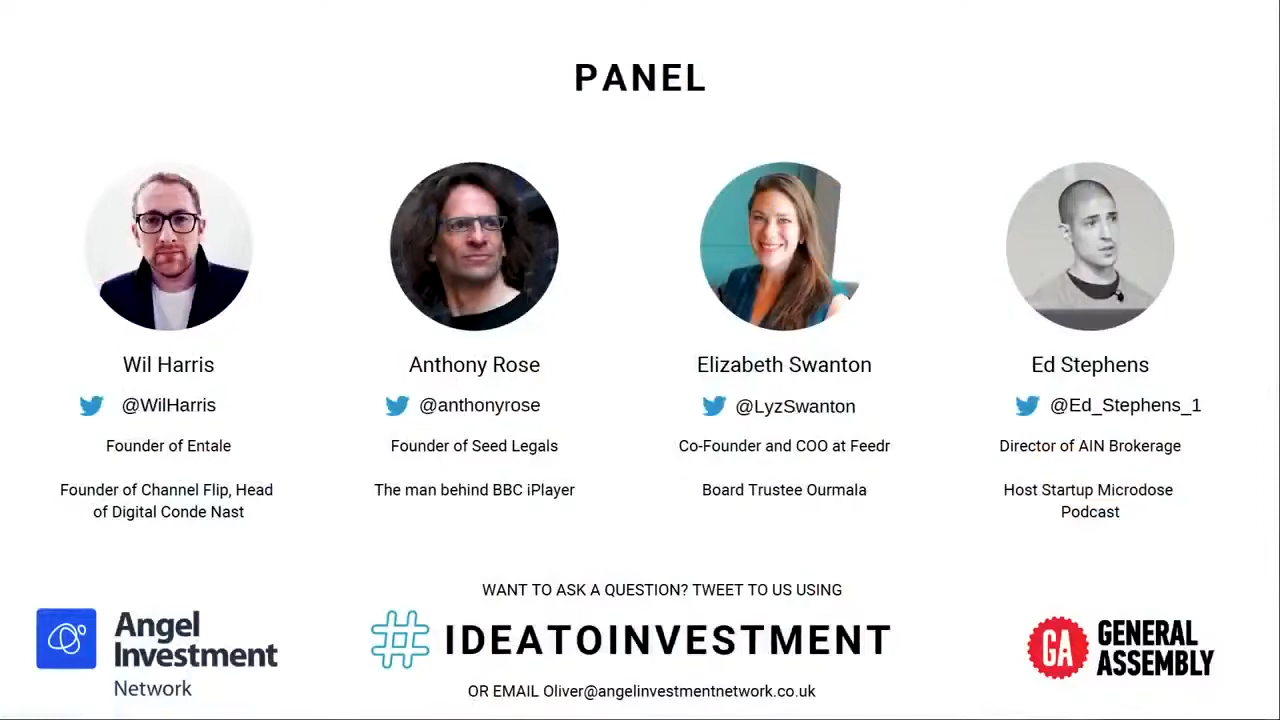 PANEL
Wil Harris
@WilHarris
Founder of Entale
Founder of Channel Flip, Head
of Digital Conde Nast
Anthony Rose
@anthonyrose
Founder of Seed Legals
The man behind BBC iPlayer
Elizabeth Swanton
@LyzSwanton
Co-Founder and COO at Feedr
Board Trustee Ourmala
Ed Stephens
@Ed_Stephens_1
Director of AIN Brokerage
Host Startup Microdose
Podcast
WANT TO ASK A QUESTION? TWEET TO US USING
#IDEATOINVESTMENT
OR EMAIL Oliver@angelinvestmentnetwork.co.uk
Angel
Investment
Network
GA
GENERAL
ASSEMBLY